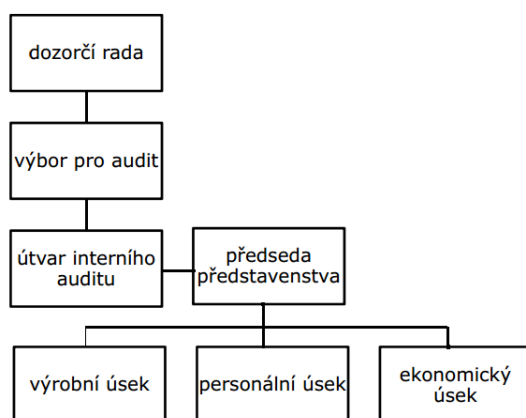 dozorčí rada
výbor pro audit
útvar interního
auditu
předseda
představenstva
výrobní úsek
personální úsek
ekonomický
úsek